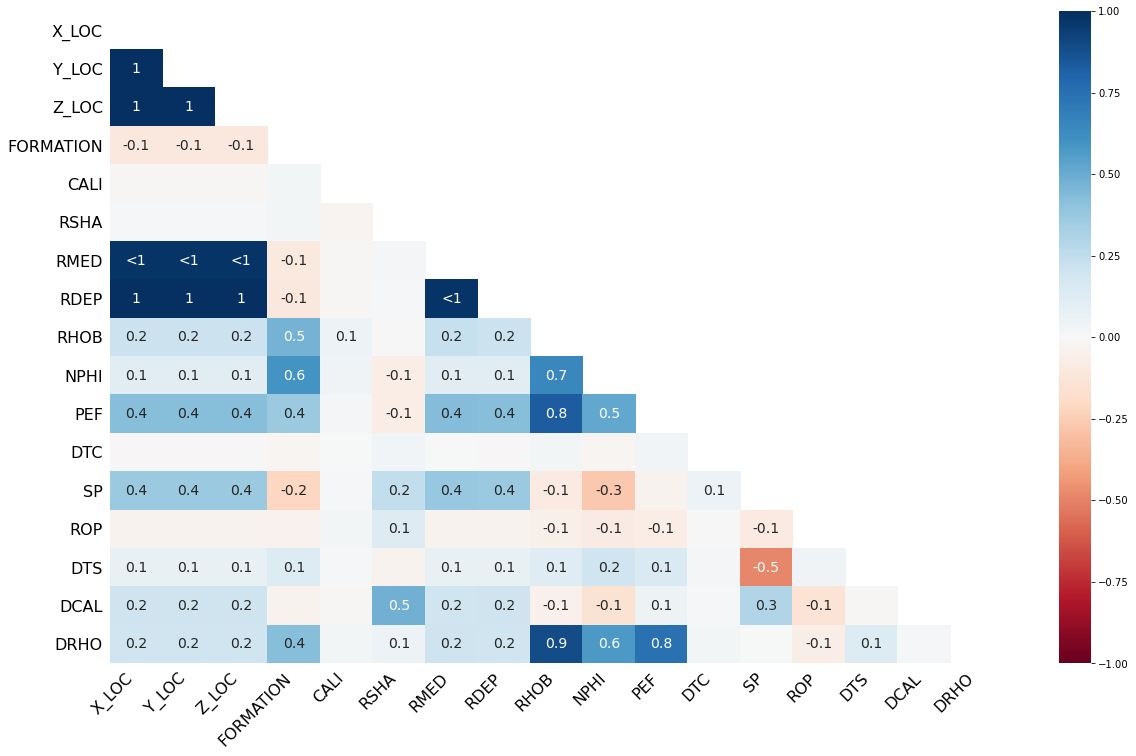 X_LOC
Y_LOC 1
Z_LOC 1 1
FORMATION -0.1 -0.1 -0.1
CALI
RSHA
RMED <1 <1 <1 -0.1
RDEP 1 1 1 -0.1 <1
RHOB 0.2 0.2 0.2 0.5 0.1 0.2 0.2
NPHI 0.1 0.1 0.1 0.6 -0.1 0.1 0.1 0.7
PEF 0.4 0.4 0.4 0.4 -0.1 0.4 0.4 0.8 0.5
DTC
SP 0.4 0.4 0.4 -0.2 0.2 0.4 0.4 -0.1 -0.3 0.1
ROP 0.1 -0.1 -0.1 -0.1 -0.1
DTS 0.1 0.1 0.1 0.1 0.1 0.1 0.1 0.2 0.1 -0.5
DCAL 0.2 0.2 0.2 0.5 0.2 0.2 -0.1 -0.1 0.1 0.3 -0.1
DRHO 0.2 0.2 0.2 0.4 0.1 0.2 0.2 0.9 0.6 0.8 -0.1 0.1
X_LOC Y_LOC Z_LOC FORMATION CALI RSHA RMED RDEP RHOB NPHI PEF DTC SP ROP DTS DCAL DRHO
1.00
0.75
0.50
0.25
0.00
−0.25
−0.50
−0.75
−1.00